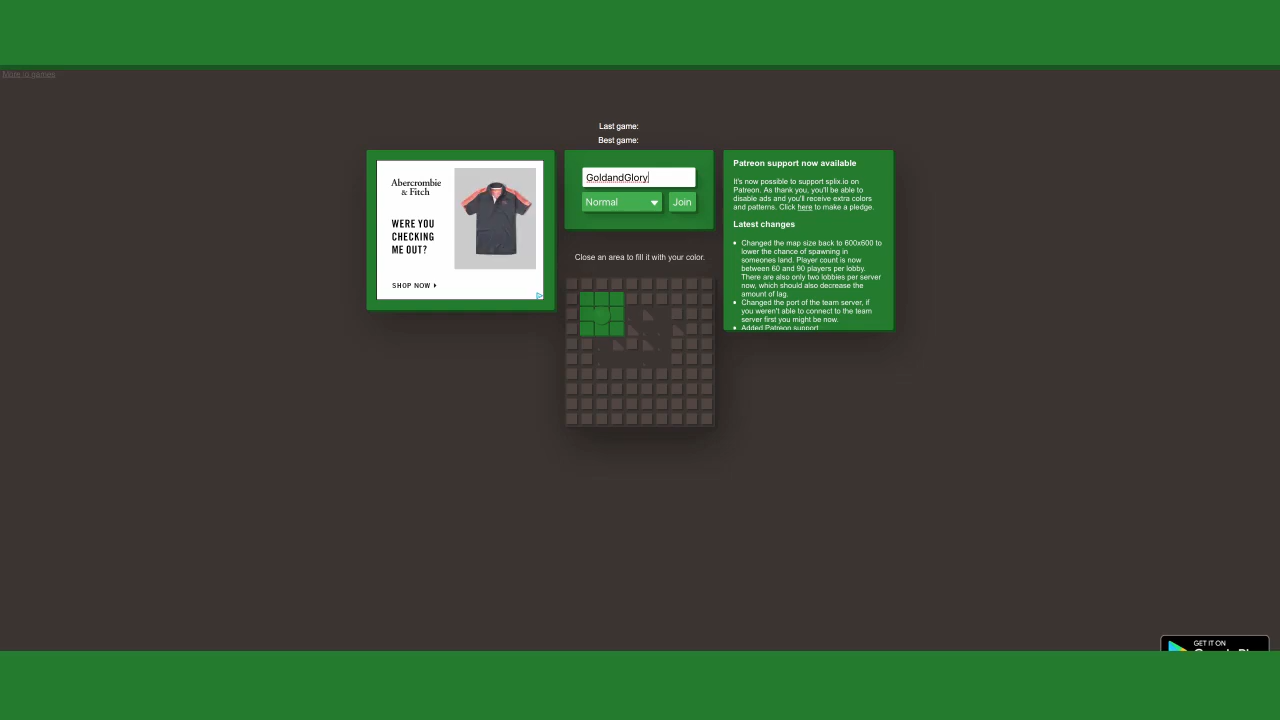 More io games
Last game:
Best game:
Abercrombie
& Fitch
WERE YOU
CHECKING
ME OUT?
SHOP NOW
GoldandGlory
Normal
Join
Close an area to fill it with your color.
Patreon support now available
It's now possible to support splix.io on
Patreon. As thank you, you'll be able to
disable ads and you'll receive extra colors
and patterns. Click here to make a pledge.
Latest changes
Changed the map size back to 600x600 to
lower the chance of spawning in
someones land. Player count is now
between 60 and 90 players per lobby.
There are also only two lobbies per server
now, which should also decrease the
amount of lag.
Changed the port of the team server, if
you weren't able to connect to the team
server first you might be now.
Added Patreon support
GET IT ON